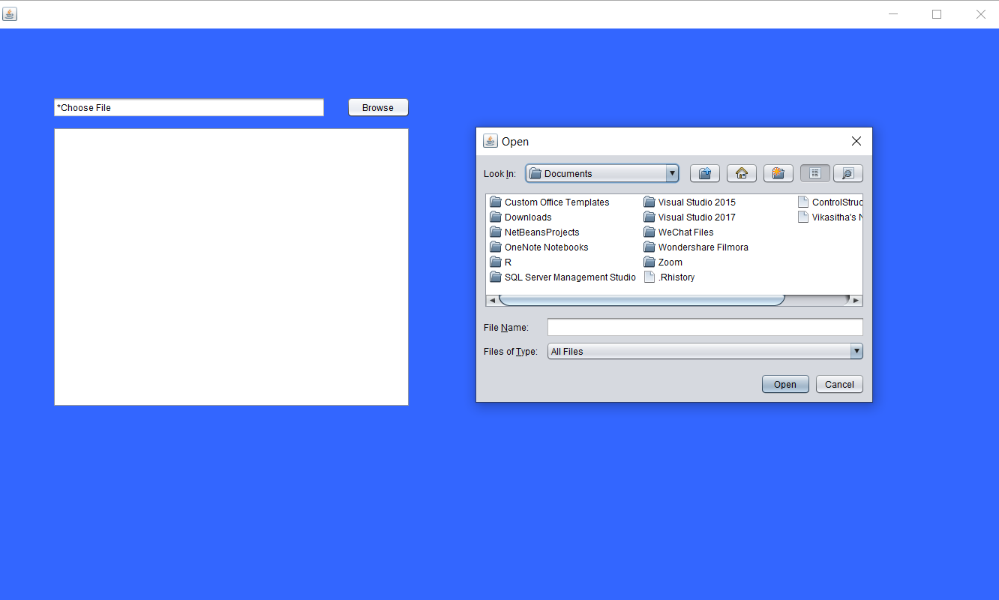 *Choose File
Browse
Open
Look In:
Documents
Custom Office Templates
Downloads
NetBeansProjects
OneNote Notebooks
R
SQL Server Management Studio
Visual Studio 2015
Visual Studio 2017
WeChat Files
Wondershare Filmora
Zoom
.Rhistory
ControlStruc
Vikasitha's N
File Name:
Files of Type:
All Files
Open
Cancel